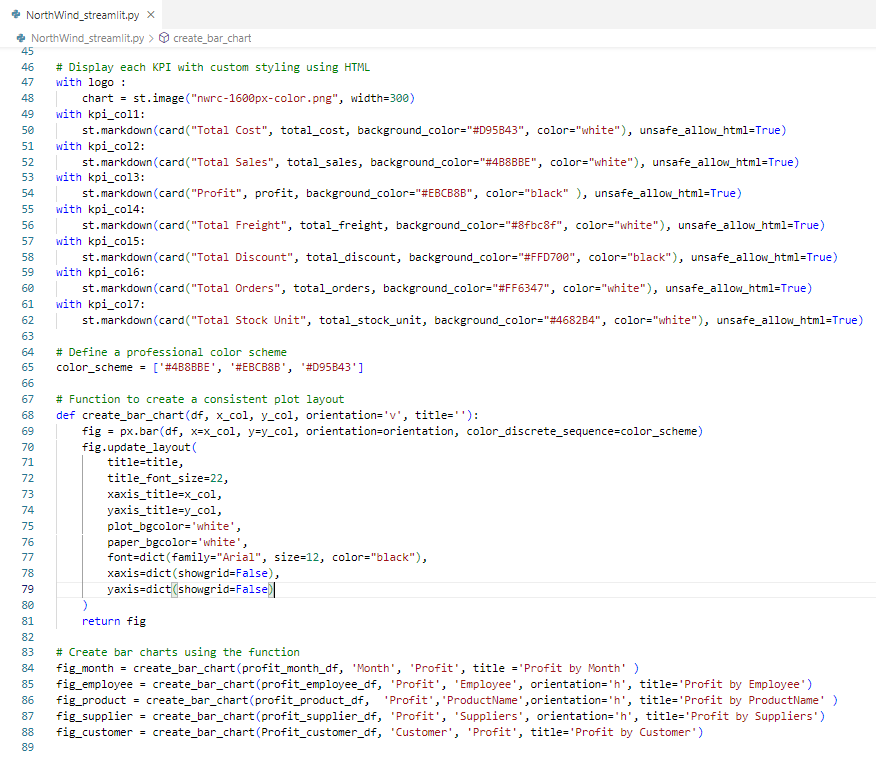 NorthWind_streamlit.py ×
NorthWind_streamlit.py > create_bar_chart
45
46 # Display each KPI with custom styling using HTML
47 with logo :
48     chart = st.image("nwrc-1600px-color.png", width=300)
49 with kpi_col1:
50     st.markdown(card("Total Cost", total_cost, background_color="#D95B43", color="white"), unsafe_allow_html=True)
51 with kpi_col2:
52     st.markdown(card("Total Sales", total_sales, background_color="#4B8BBE", color="white"), unsafe_allow_html=True)
53 with kpi_col3:
54     st.markdown(card("Profit", profit, background_color="#EBCB8B", color="black" ), unsafe_allow_html=True)
55 with kpi_col4:
56     st.markdown(card("Total Freight", total_freight, background_color="#8fbc8f", color="white"), unsafe_allow_html=True)
57 with kpi_col5:
58     st.markdown(card("Total Discount", total_discount, background_color="#FFD700", color="black"), unsafe_allow_html=True)
59 with kpi_col6:
60     st.markdown(card("Total Orders", total_orders, background_color="#FF6347", color="white"), unsafe_allow_html=True)
61 with kpi_col7:
62     st.markdown(card("Total Stock Unit", total_stock_unit, background_color="#4682B4", color="white"), unsafe_allow_html=True)
63
64 # Define a professional color scheme
65 color_scheme = ['#4B8BBE', '#EBCB8B', '#D95B43']
66
67 # Function to create a consistent plot layout
68 def create_bar_chart(df, x_col, y_col, orientation='v', title=''):
69     fig = px.bar(df, x=x_col, y=y_col, orientation=orientation, color_discrete_sequence=color_scheme)
70     fig.update_layout(
71         title=title,
72         title_font_size=22,
73         xaxis_title=x_col,
74         yaxis_title=y_col,
75         plot_bgcolor='white',
76         paper_bgcolor='white',
77         font=dict(family="Arial", size=12, color="black"),
78         xaxis=dict(showgrid=False),
79         yaxis=dict(showgrid=False)
80     )
81     return fig
82
83 # Create bar charts using the function
84 fig_month = create_bar_chart(profit_month_df, 'Month', 'Profit', title ='Profit by Month' )
85 fig_employee = create_bar_chart(profit_employee_df, 'Profit', 'Employee', orientation='h', title='Profit by Employee')
86 fig_product = create_bar_chart(profit_product_df,  'Profit','ProductName',orientation='h', title='Profit by ProductName' )
87 fig_supplier = create_bar_chart(profit_supplier_df, 'Profit', 'Suppliers', orientation='h', title='Profit by Suppliers')
88 fig_customer = create_bar_chart(Profit_customer_df, 'Customer', 'Profit', title='Profit by Customer')
89